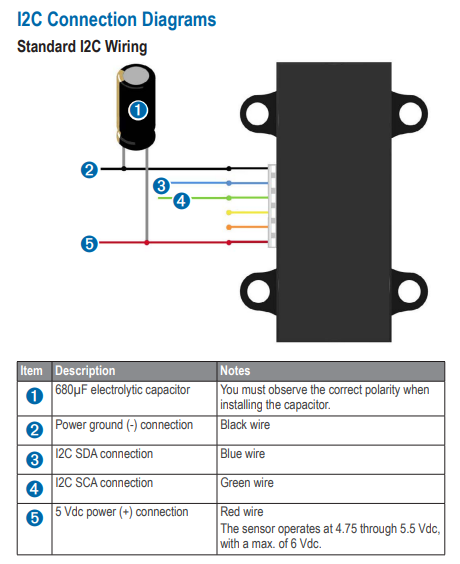 I2C Connection Diagrams
Standard I2C Wiring
1
2
3
4
5
Item Description Notes
1 680µF electrolytic capacitor You must observe the correct polarity when
installing the capacitor.
2 Power ground (-) connection Black wire
3 I2C SDA connection Blue wire
4 I2C SCA connection Green wire
5 5 Vdc power (+) connection Red wire
The sensor operates at 4.75 through 5.5 Vdc,
with a max. of 6 Vdc.